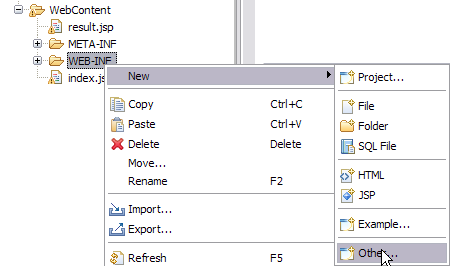 WebContent
result.jsp
META-INF
WEB-INF
index.js
New
Copy Ctrl+C
Paste Ctrl+V
Delete Delete
Move...
Rename F2
Import...
Export...
Refresh F5
Project...
File
Folder
SQL File
HTML
JSP
Example...
Other...